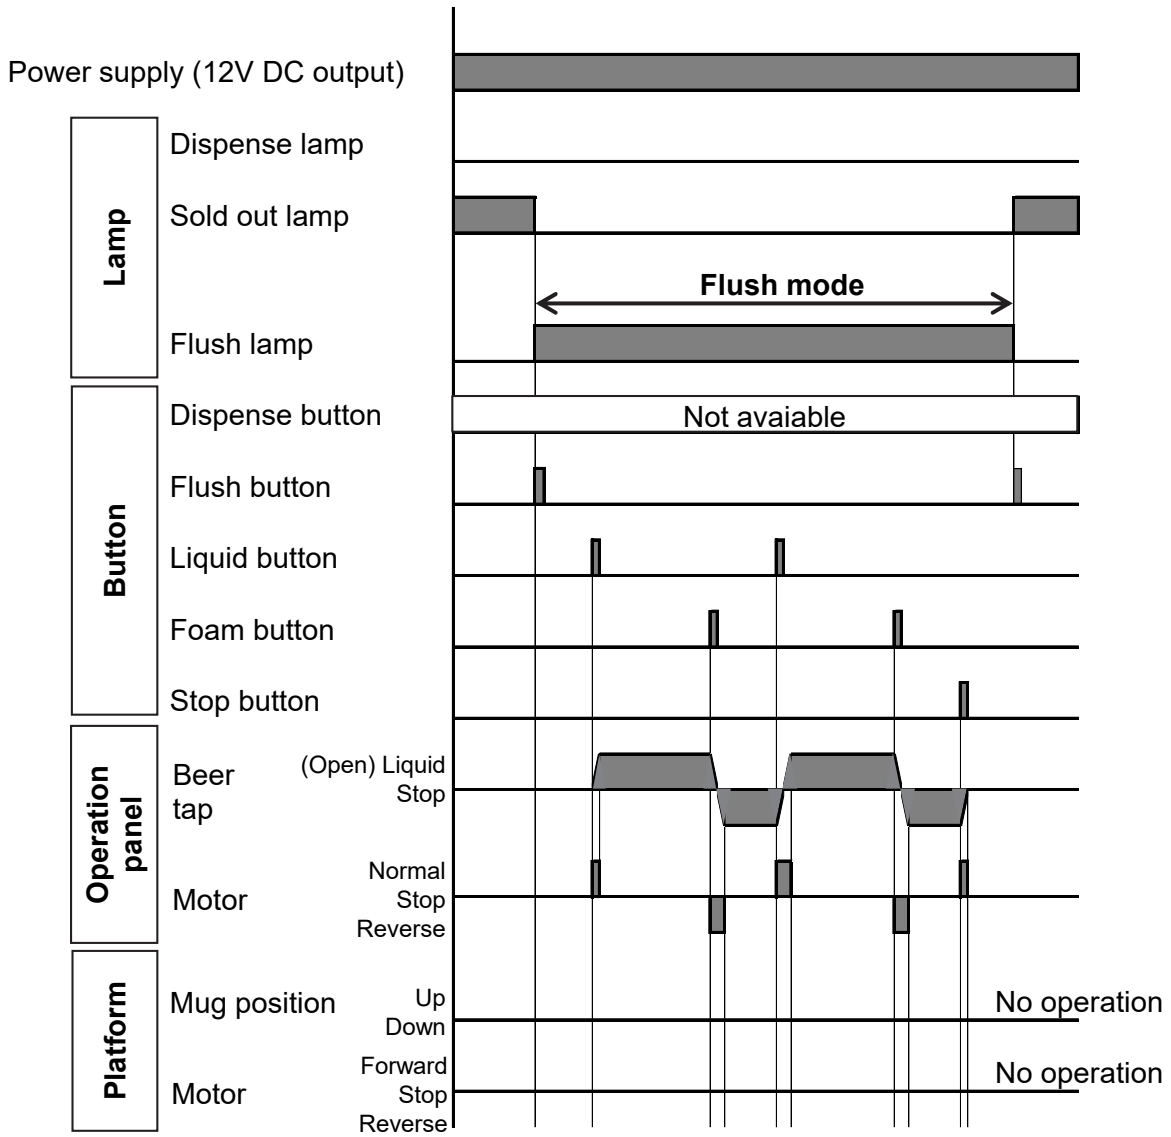 Power supply (12V DC output)
Lamp
Dispense lamp
Sold out lamp
Flush mode
Flush lamp
Button
Dispense button
Not avaiable
Flush button
Liquid button
Foam button
Stop button
Operation
panel
Beer
tap
(Open) Liquid
Stop
Motor
Normal
Stop
Reverse
Platform
Mug position
Up
Down
No operation
Motor
Forward
Stop
Reverse
No operation